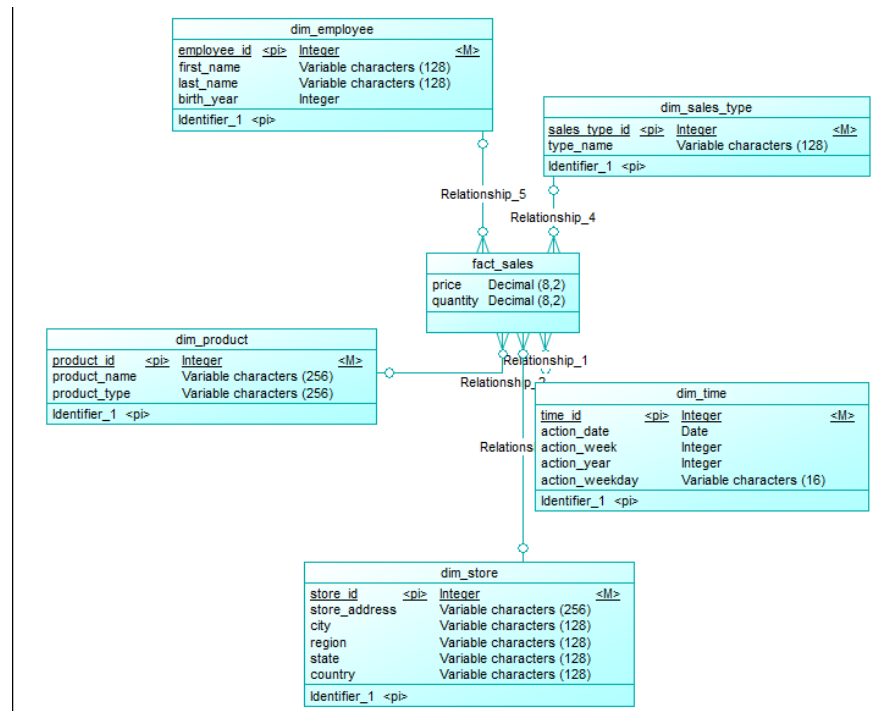 dim_employee
employee_id <pi> Integer <M>
first_name Variable characters (128)
last_name Variable characters (128)
birth_year Integer
Identifier_1 <pi>
dim_sales_type
sales_type_id <pi> Integer <M>
type_name Variable characters (128)
Identifier_1 <pi>
Relationship_5
Relationship_4
fact_sales
price Decimal (8,2)
quantity Decimal (8,2)
dim_product
product_id <pi> Integer <M>
product_name Variable characters (256)
product_type Variable characters (256)
Identifier_1 <pi>
Relationship_1
Relationship_2
dim_time
time_id <pi> Integer <M>
action_date Date
action_week Integer
action_year Integer
action_weekday Variable characters (16)
Identifier_1 <pi>
dim_store
store_id <pi> Integer <M>
store_address Variable characters (256)
city Variable characters (128)
region Variable characters (128)
state Variable characters (128)
country Variable characters (128)
Identifier_1 <pi>